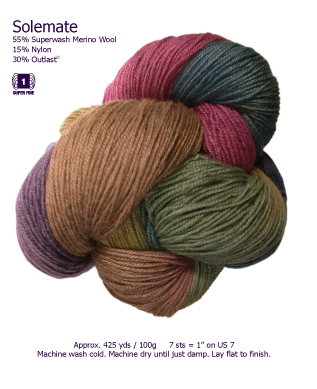 Solemate
55% Superwash Merino Wool
15% Nylon
30% Outlast®
1
SUPER FINE
Approx. 425 yds / 100g 7 sts = 1" on US 7
Machine wash cold. Machine dry until just damp. Lay flat to finish.